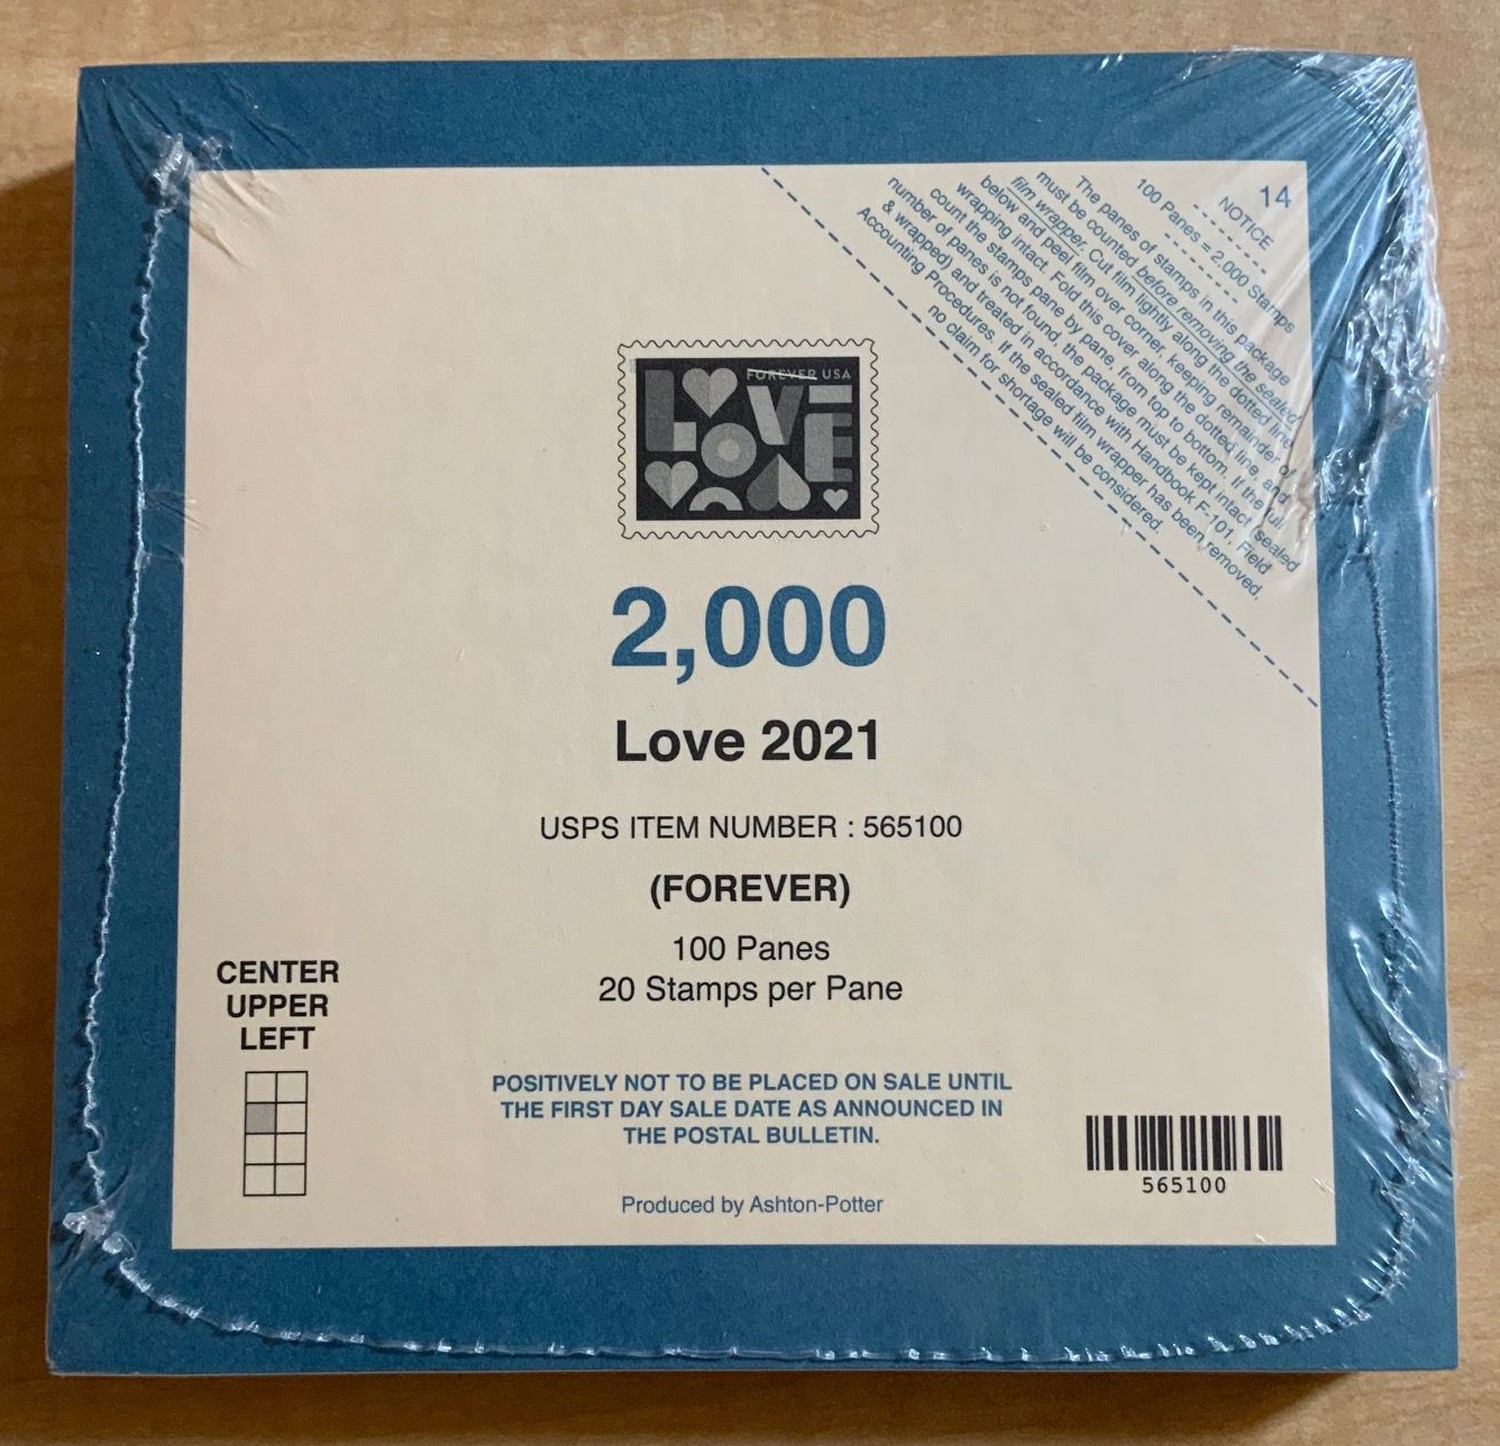 14
NOTICE
100 Panes = 2,000 Stamps
The panes of stamps in this package
must be counted before removing the sealed
film wrapper. Cut film lightly along the dotted line
below and peel film over corner, keeping remainder of
wrapping intact. Fold this cover along the dotted line, and
count the stamps pane by pane, from top to bottom. If the full
number of panes is not found, the package must be kept intact (sealed
& wrapped) and treated in accordance with Handbook F-101, Field
Accounting Procedures. If the sealed film wrapper has been removed,
no claim for shortage will be considered.
FOREVER USA
LOVE
2,000
Love 2021
USPS ITEM NUMBER : 565100
(FOREVER)
100 Panes
20 Stamps per Pane
CENTER
UPPER
LEFT
POSITIVELY NOT TO BE PLACED ON SALE UNTIL
THE FIRST DAY SALE DATE AS ANNOUNCED IN
THE POSTAL BULLETIN.
565100
Produced by Ashton-Potter